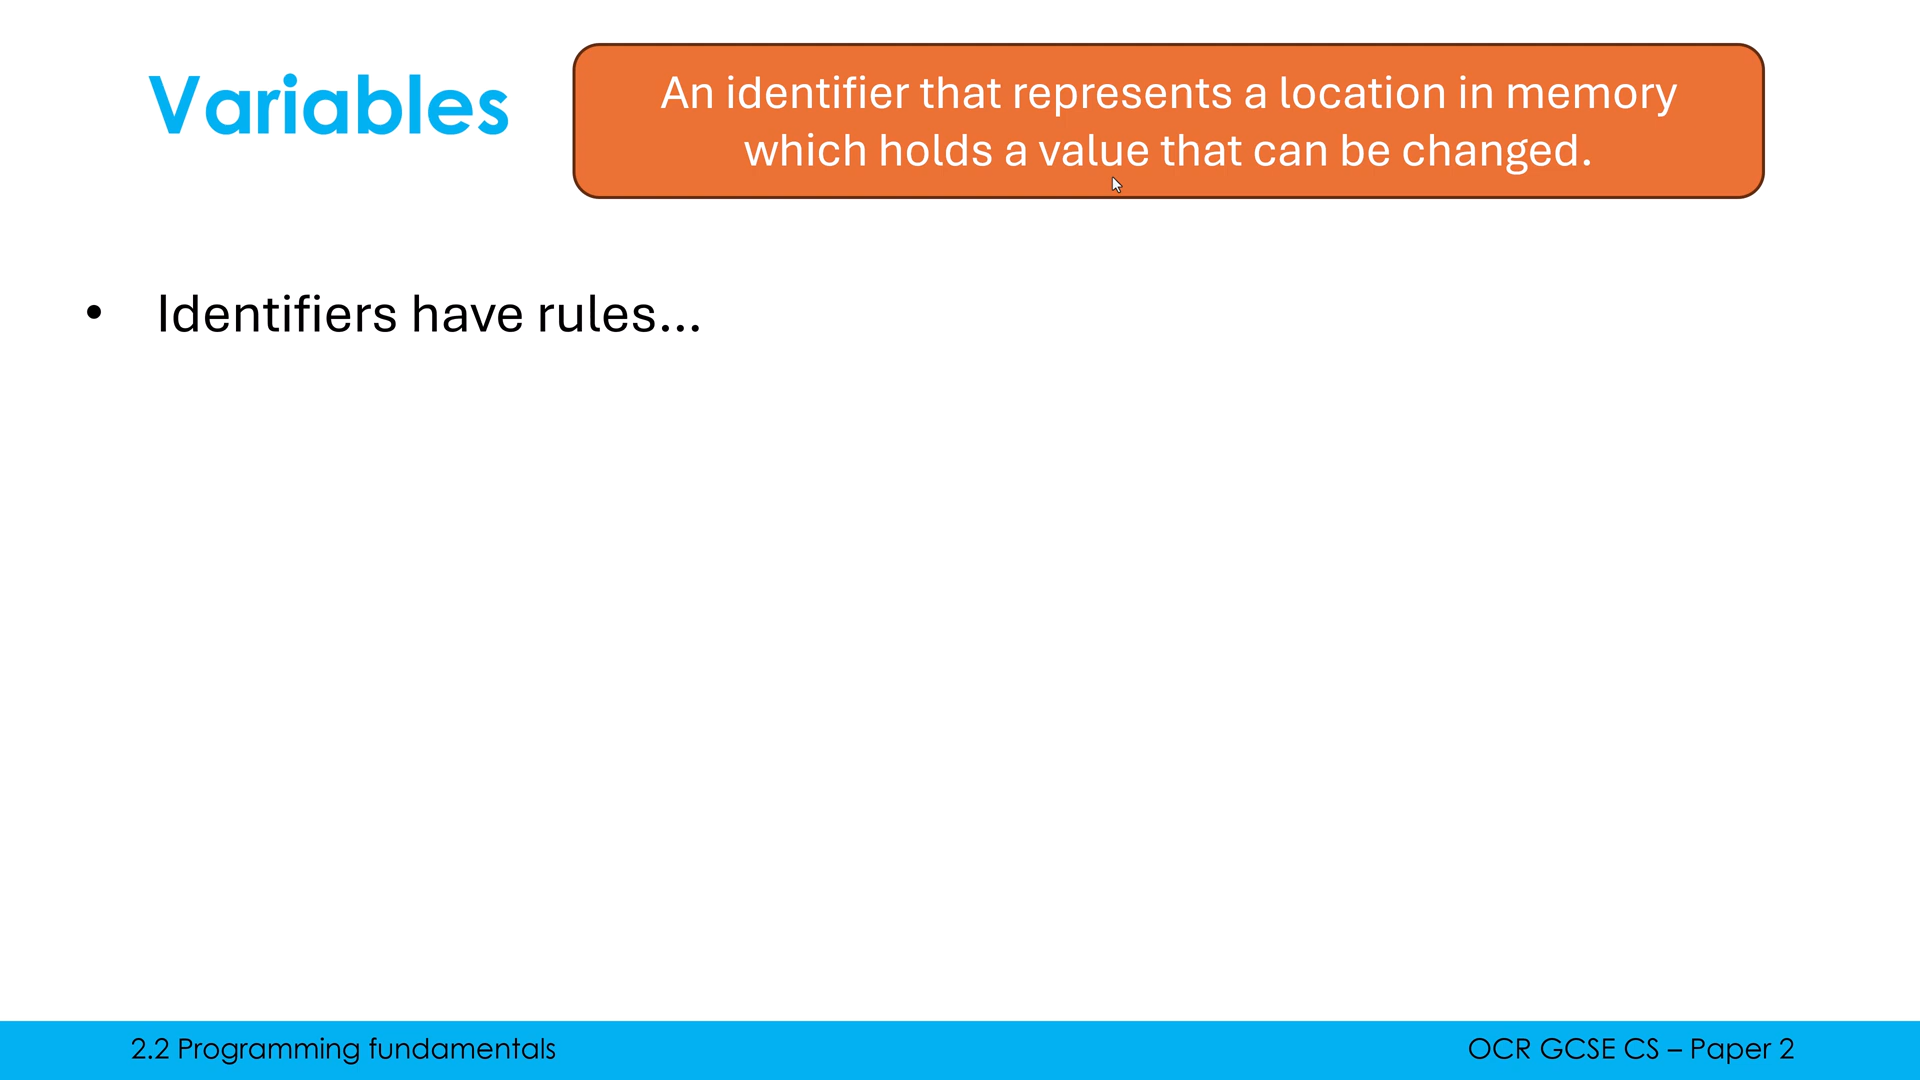 Variables
An identifier that represents a location in memory
which holds a value that can be changed.
• Identifiers have rules...
2.2 Programming fundamentals
OCR GCSE CS – Paper 2